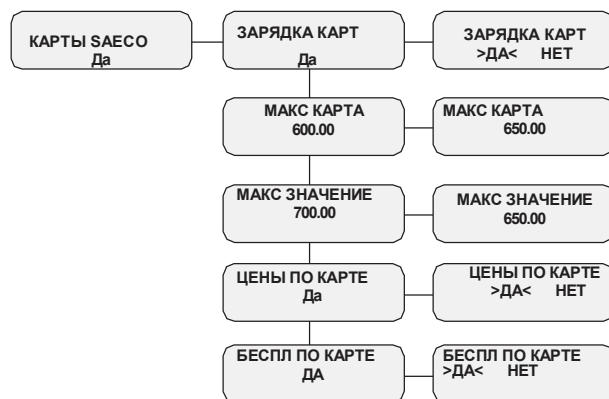 КАРТЫ SAECO
Да
ЗАРЯДКА КАРТ
Да
ЗАРЯДКА КАРТ
>ДА< НЕТ
МАКС КАРТА
600.00
МАКС КАРТА
650.00
МАКС ЗНАЧЕНИЕ
700.00
МАКС ЗНАЧЕНИЕ
650.00
ЦЕНЫ ПО КАРТЕ
Да
ЦЕНЫ ПО КАРТЕ
>ДА< НЕТ
БЕСПЛ ПО КАРТЕ
ДА
БЕСПЛ ПО КАРТЕ
>ДА< НЕТ